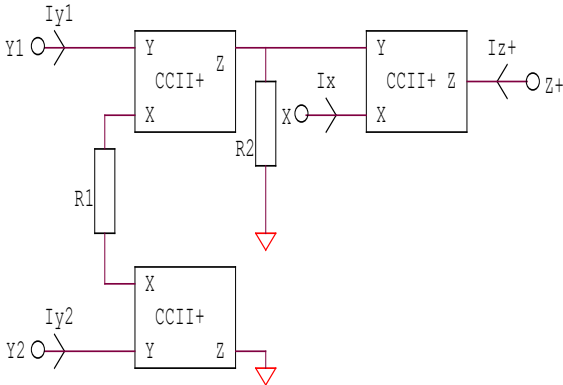 Iy1
Y1
Y
Z
CCII+
X
Ix
X
Iz+
Y
CCII+ Z
X
Z+
R2
R1
X
Iy2
CCII+
Y2
Y
Z